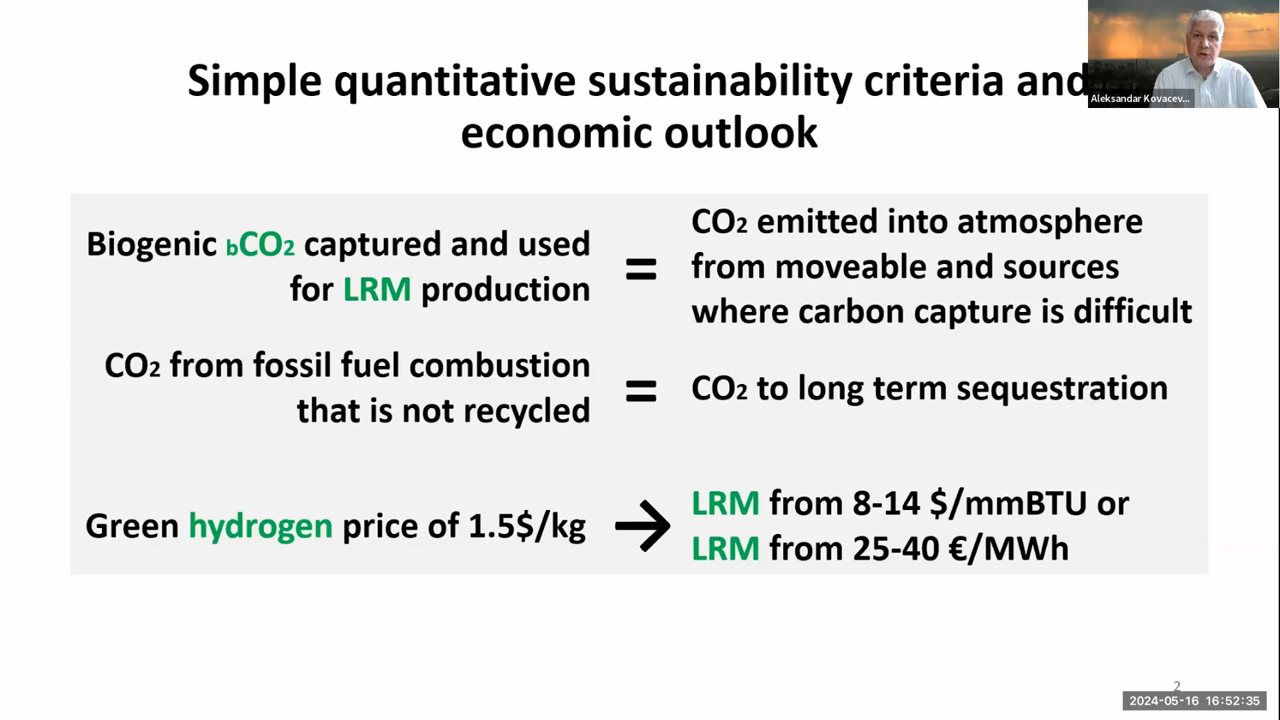 Simple quantitative sustainability criteria and
economic outlook
Aleksandar Kovacev...
Biogenic bCO2 captured and used
for LRM production
=
CO2 emitted into atmosphere
from moveable and sources
where carbon capture is difficult
CO2 from fossil fuel combustion
that is not recycled
=
CO2 to long term sequestration
Green hydrogen price of 1.5$/kg
→
LRM from 8-14 $/mmBTU or
LRM from 25-40 €/MWh
2
2024-05-16 16:52:35